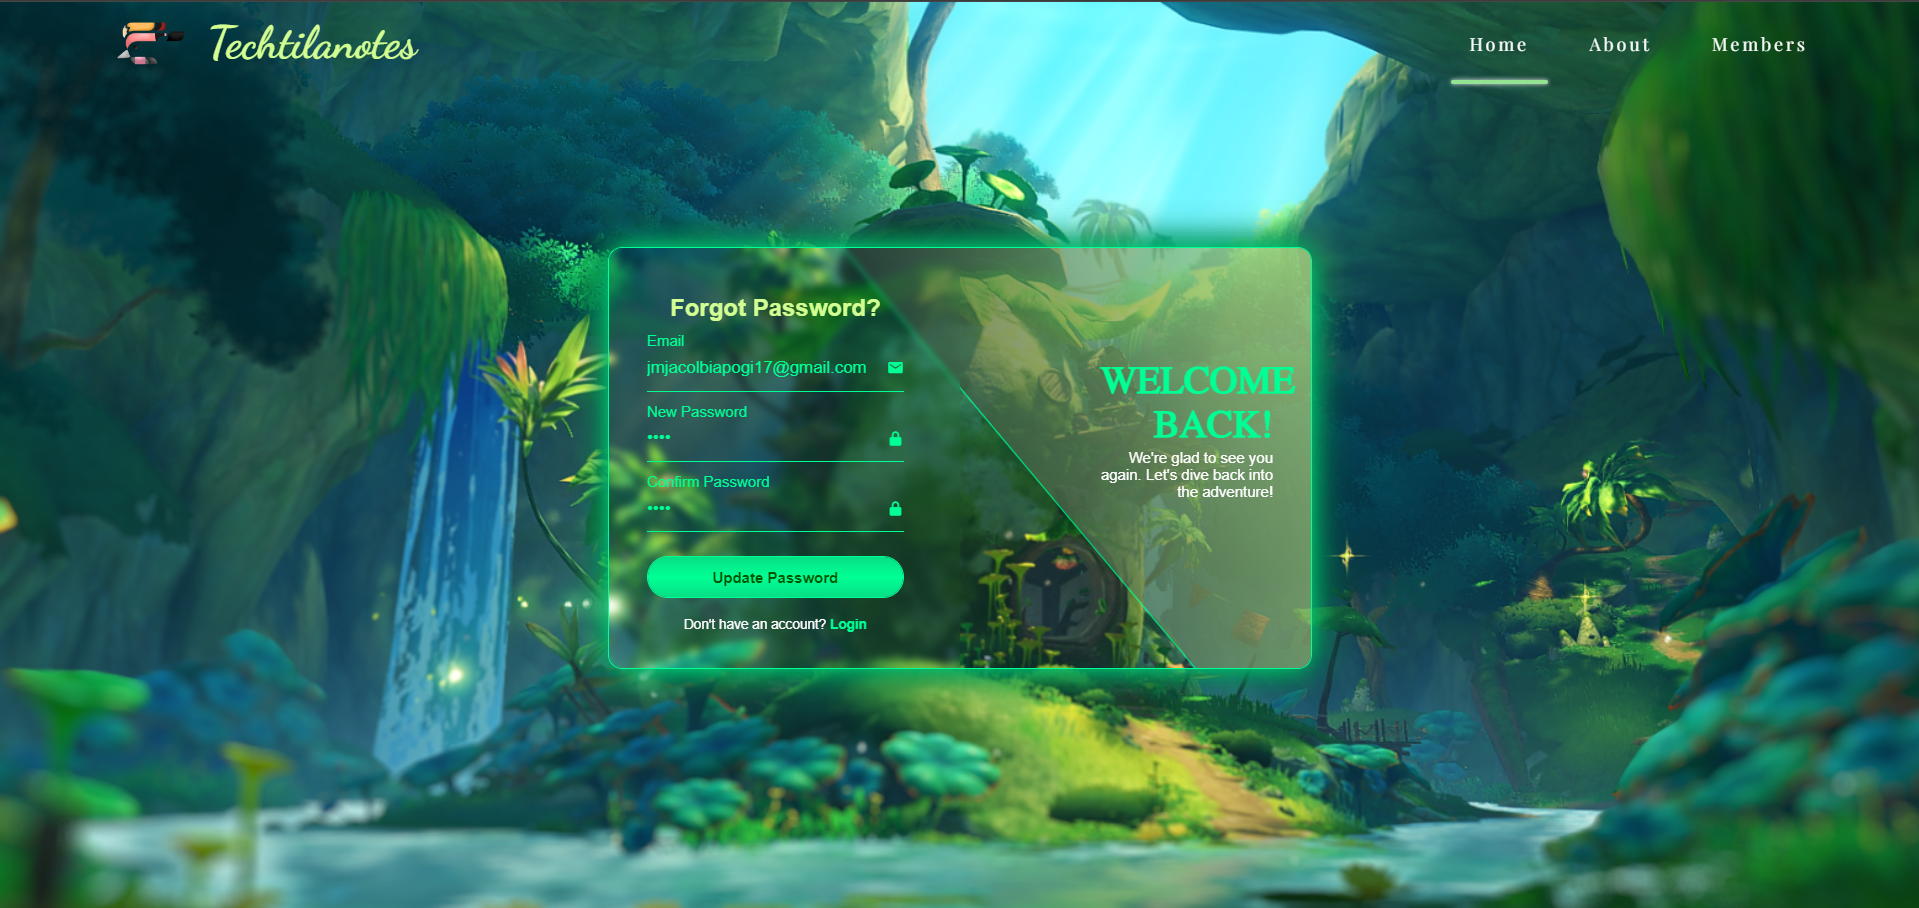 Techtilanotes
Home About Members
Forgot Password?
Email
jmjacolbiapogi17@gmail.com
New Password
••••
Confirm Password
••••
Update Password
Don't have an account? Login
WELCOME
BACK!
We're glad to see you
again. Let's dive back into
the adventure!